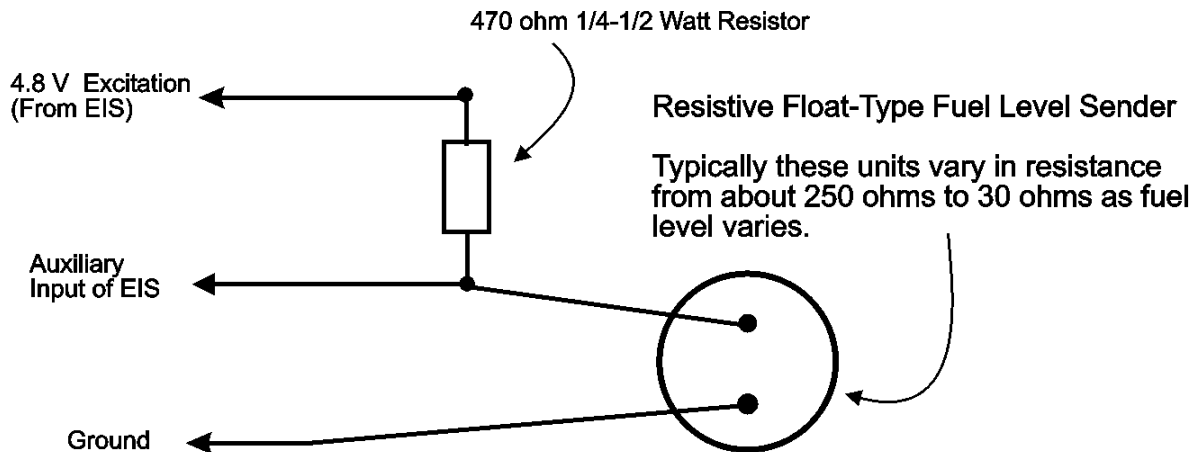 470 ohm 1/4-1/2 Watt Resistor
4.8 V Excitation
(From EIS)
Resistive Float-Type Fuel Level Sender
Typically these units vary in resistance
from about 250 ohms to 30 ohms as fuel
level varies.
Auxiliary
Input of EIS
Ground